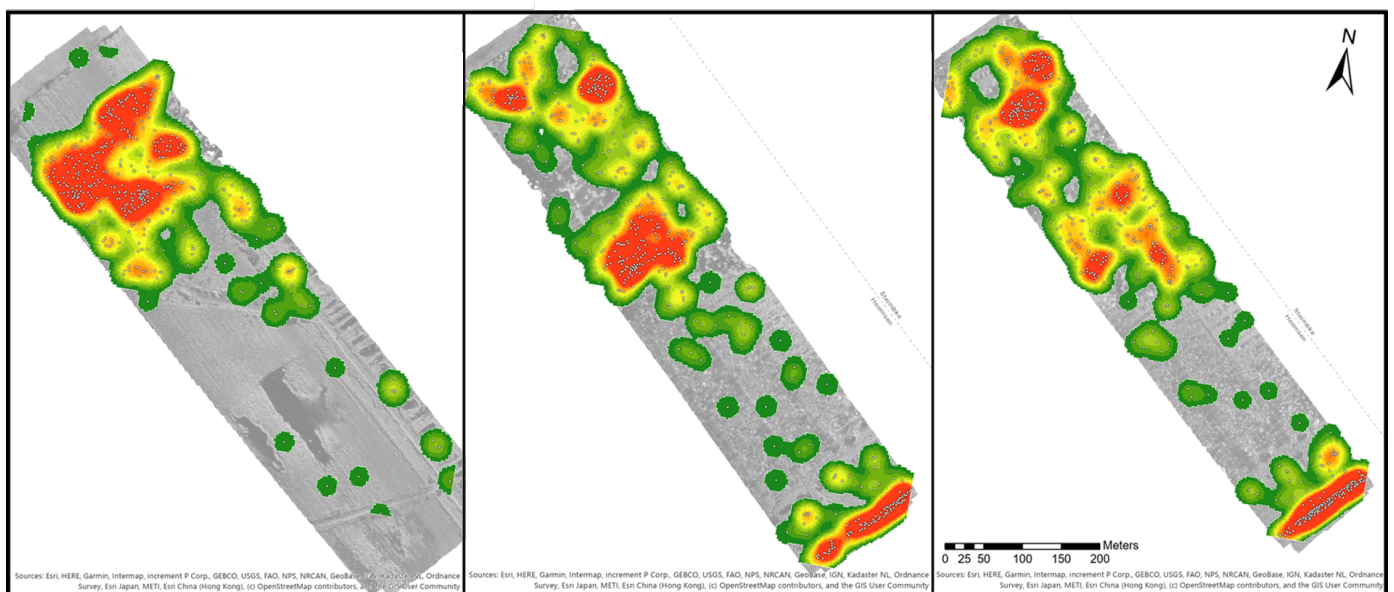 N
Steimbke
Heemsen
Steimbke
Heemsen
0 25 50 100 150 200 Meters
Sources: Esri, HERE, Garmin, Intermap, increment P Corp., GEBCO, USGS, FAO, NPS, NRCAN, GeoBase, IGN, Kadaster NL, Ordnance
Survey, Esri Japan, METI, Esri China (Hong Kong), (c) OpenStreetMap contributors, and the GIS User Community
Sources: Esri, HERE, Garmin, Intermap, increment P Corp., GEBCO, USGS, FAO, NPS, NRCAN, GeoBase, IGN, Kadaster NL, Ordnance
Survey, Esri Japan, METI, Esri China (Hong Kong), (c) OpenStreetMap contributors, and the GIS User Community
Sources: Esri, HERE, Garmin, Intermap, increment P Corp., GEBCO, USGS, FAO, NPS, NRCAN, GeoBase, IGN, Kadaster NL, Ordnance
Survey, Esri Japan, METI, Esri China (Hong Kong), (c) OpenStreetMap contributors, and the GIS User Community